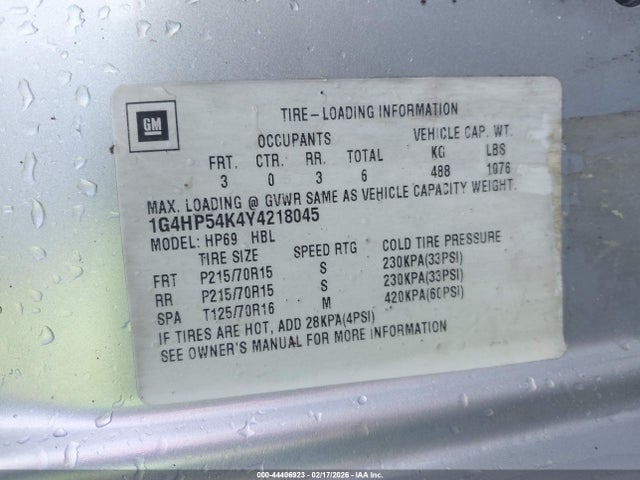 GM
TIRE-LOADING INFORMATION
OCCUPANTS VEHICLE CAP. WT.
FRT. CTR. RR. TOTAL KG LBS
3 0 3 6 488 1076
MAX. LOADING @ GVWR SAME AS VEHICLE CAPACITY WEIGHT.
1G4HP54K4Y4218045
MODEL: HP69 HBL
TIRE SIZE SPEED RTG COLD TIRE PRESSURE
FRT P215/70R15 S 230KPA(33PSI)
RR P215/70R15 S 230KPA(33PSI)
SPA T125/70R16 M 420KPA(60PSI)
IF TIRES ARE HOT, ADD 28KPA(4PSI)
SEE OWNER'S MANUAL FOR MORE INFORMATION
000-44406923 - 02/17/2026 - IAAI Inc.